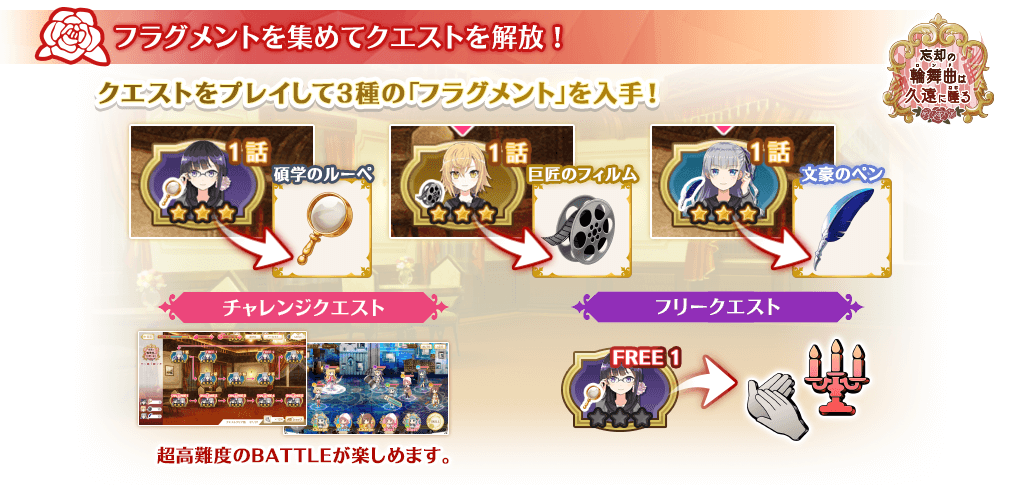 フラグメントを集めてクエストを解放！
忘却の
輪舞曲は
久遠に囁る
クエストをプレイして3種の「フラグメント」を入手！
1話
碩学のルーペ
1話
巨匠のフィルム
1話
文豪のペン
チャレンジクエスト
フリークエスト
FREE 1
超高難度のBATTLEが楽しめます。